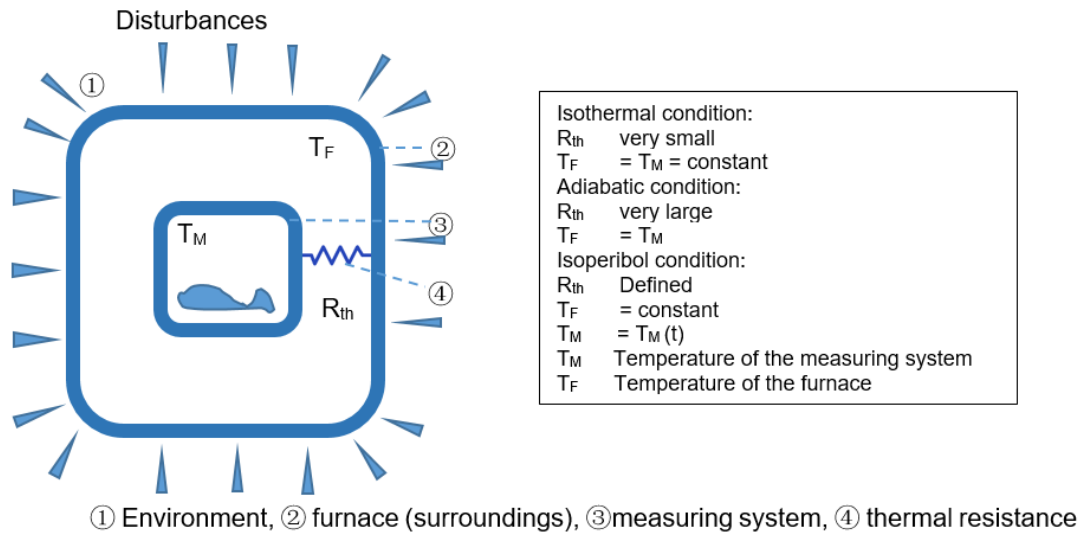 Disturbances
①
T_F
②
③
T_M
④
R_th
Isothermal condition:
R_th very small
T_F = T_M = constant
Adiabatic condition:
R_th very large
T_F = T_M
Isoperibol condition:
R_th Defined
T_F = constant
T_M = T_M (t)
T_M Temperature of the measuring system
T_F Temperature of the furnace
① Environment, ② furnace (surroundings), ③measuring system, ④ thermal resistance